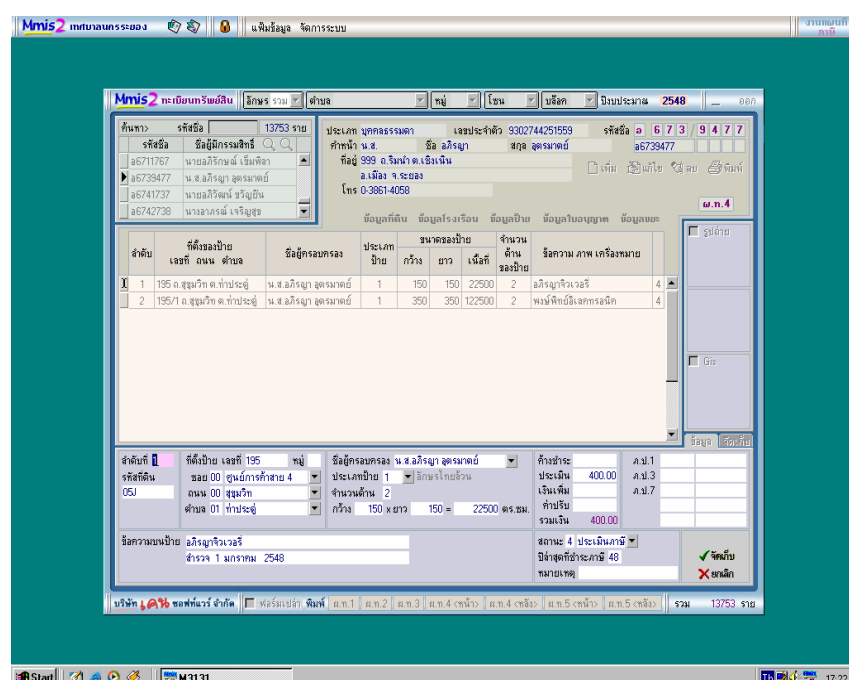 Mmis2 เทศบาลนครระยอง แฟ้มข้อมูล จัดการระบบ งานแผนที่ภาษี
Mmis2 ทะเบียนทรัพย์สิน อักษร รวม ตำบล หมู่ โซน บล๊อค ปีงบประมาณ 2548 ออก
ค้นหา> รหัสชื่อ 13753 ราย
รหัสชื่อ ชื่อผู้มีกรรมสิทธิ์
a6711767 นายอภิรักษณ์ เข็มพิลา
a6739477 น.ส.อภิรญา อุตรมาตย์
a6741737 นายอภิวัฒน์ ขวัญยืน
a6742738 นางอาภรณ์ เจริญสุข
ประเภท บุคคลธรรมดา เลขประจำตัว 9302744251559 รหัสชื่อ อ 6 7 3 / 9 4 7 7
คำหน้า น.ส. ชื่อ อภิรญา สกุล อุตรมาตย์ a6739477
ที่อยู่ 999 ถ.ริมน้ำ ต.เชิงเนิน
อ.เมือง จ.ระยอง
โทร 0-3861-4058
เพิ่ม แก้ไข ลบ พิมพ์
ผ.ท.4
ข้อมูลที่ดิน ข้อมูลโรงเรือน ข้อมูลป้าย ข้อมูลใบอนุญาต ข้อมูลขยะ
ลำดับ ที่ตั้งของป้าย เลขที่ ถนน ตำบล ชื่อผู้ครอบครอง ประเภทป้าย ขนาดของป้าย กว้าง ยาว เนื้อที่ จำนวนด้านของป้าย ข้อความ ภาพ เครื่องหมาย
1 195 ถ.สุขุมวิท ต.ท่าประดู่ น.ส.อภิรญา อุตรมาตย์ 1 150 150 22500 2 อภิรญาจิวเวลรี่ 4
2 195/1 ถ.สุขุมวิท ต.ท่าประดู่ น.ส.อภิรญา อุตรมาตย์ 1 350 350 122500 2 พงษ์พิทย์อิเลคทรอนิค 4
รูปถ่าย
Gis
ข้อมูล จัดเก็บ
ลำดับที่ 1 ที่ตั้งป้าย เลขที่ 195 หมู่ ชื่อผู้ครอบครอง น.ส.อภิรญา อุตรมาตย์ ค้างชำระ ภ.ป.1
รหัสที่ดิน ซอย 00 ศูนย์การค้าสาย 4 ประเภทป้าย 1 อักษรไทยล้วน ประเมิน 400.00 ภ.ป.3
05J ถนน 00 สุขุมวิท จำนวนด้าน 2 เงินเพิ่ม ภ.ป.7
ตำบล 01 ท่าประดู่ กว้าง 150 x ยาว 150 = 22500 ตร.ซม. ค่าปรับ
รวมเงิน 400.00
ข้อความบนป้าย อภิรญาจิวเวลรี่ สถานะ 4 ประเมินภาษี
สำรวจ 1 มกราคม 2548 ปีล่าสุดที่ชำระภาษี 48 จัดเก็บ
หมายเหตุ ยกเลิก
บริษัท เคน ซอฟท์แวร์ จำกัด ฟอร์มเปล่า พิมพ์ ผ.ท.1 ผ.ท.2 ผ.ท.3 ผ.ท.4 <หน้า> ผ.ท.4 <หลัง> ผ.ท.5 <หน้า> ผ.ท.5 <หลัง> รวม 13753 ราย
Start M3131 Th 17:22